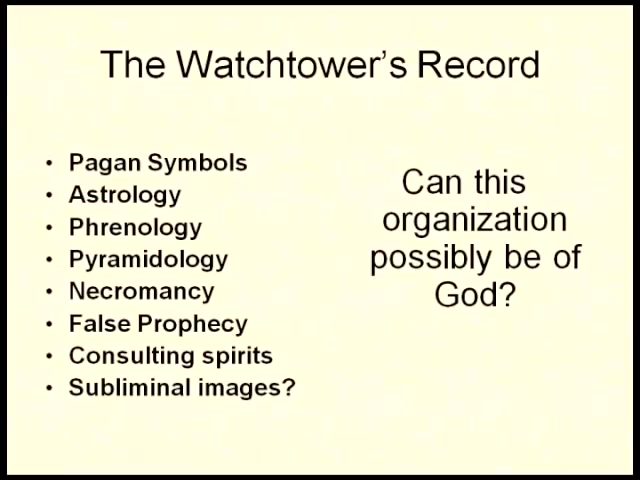 The Watchtower's Record
• Pagan Symbols
• Astrology
• Phrenology
• Pyramidology
• Necromancy
• False Prophecy
• Consulting spirits
• Subliminal images?
Can this
organization
possibly be of
God?